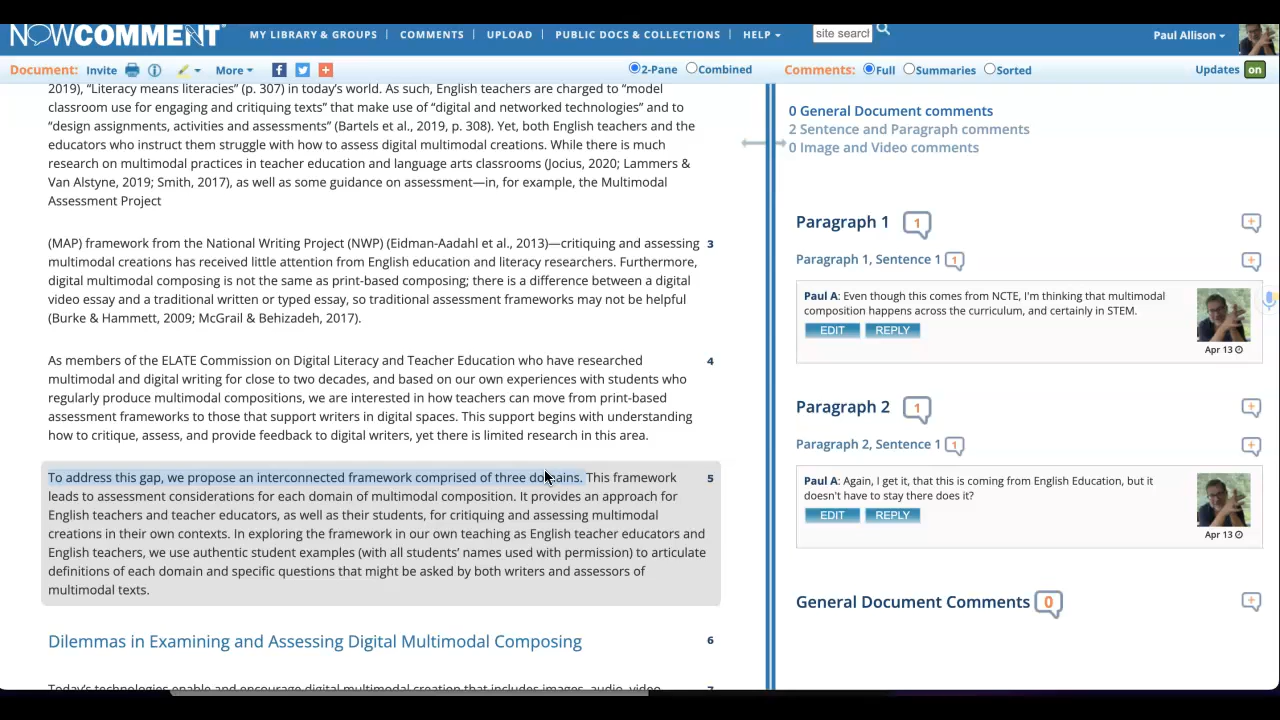 NOWCOMMENT
MY LIBRARY & GROUPS | COMMENTS | UPLOAD | PUBLIC DOCS & COLLECTIONS | HELP
site search
Paul Allison
Document: Invite More
2-Pane Combined
Comments: Full Summaries Sorted
Updates on
2019), “Literacy means literacies” (p. 307) in today’s world. As such, English teachers are charged to “model
classroom use for engaging and critiquing texts” that make use of “digital and networked technologies” and to
“design assignments, activities and assessments” (Bartels et al., 2019, p. 308). Yet, both English teachers and the
educators who instruct them struggle with how to assess digital multimodal creations. While there is much
research on multimodal practices in teacher education and language arts classrooms (Jocius, 2020; Lammers &
Van Alstyne, 2019; Smith, 2017), as well as some guidance on assessment—in, for example, the Multimodal
Assessment Project
(MAP) framework from the National Writing Project (NWP) (Eidman-Aadahl et al., 2013)—critiquing and assessing 3
multimodal creations has received little attention from English education and literacy researchers. Furthermore,
digital multimodal composing is not the same as print-based composing; there is a difference between a digital
video essay and a traditional written or typed essay, so traditional assessment frameworks may not be helpful
(Burke & Hammett, 2009; McGrail & Behizadeh, 2017).
As members of the ELATE Commission on Digital Literacy and Teacher Education who have researched 4
multimodal and digital writing for close to two decades, and based on our own experiences with students who
regularly produce multimodal compositions, we are interested in how teachers can move from print-based
assessment frameworks to those that support writers in digital spaces. This support begins with understanding
how to critique, assess, and provide feedback to digital writers, yet there is limited research in this area.
To address this gap, we propose an interconnected framework comprised of three domains. This framework 5
leads to assessment considerations for each domain of multimodal composition. It provides an approach for
English teachers and teacher educators, as well as their students, for critiquing and assessing multimodal
creations in their own contexts. In exploring the framework in our own teaching as English teacher educators and
English teachers, we use authentic student examples (with all students’ names used with permission) to articulate
definitions of each domain and specific questions that might be asked by both writers and assessors of
multimodal texts.
Dilemmas in Examining and Assessing Digital Multimodal Composing 6
Today’s technologies enable and encourage digital multimodal creation that includes images, audio, video, 7
0 General Document comments
2 Sentence and Paragraph comments
0 Image and Video comments
Paragraph 1 1
Paragraph 1, Sentence 1 1
Paul A: Even though this comes from NCTE, I'm thinking that multimodal
composition happens across the curriculum, and certainly in STEM.
EDIT REPLY
Apr 13
Paragraph 2 1
Paragraph 2, Sentence 1 1
Paul A: Again, I get it, that this is coming from English Education, but it
doesn't have to stay there does it?
EDIT REPLY
Apr 13
General Document Comments 0